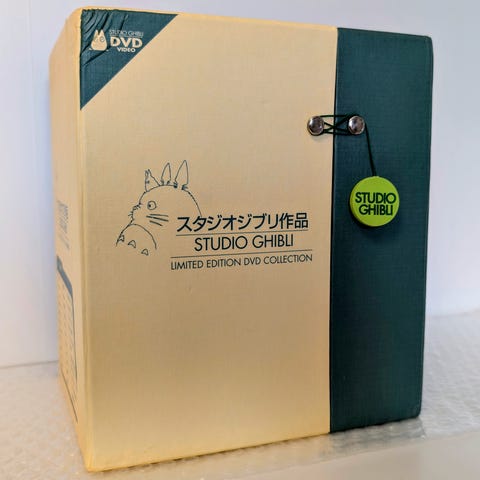 STUDIO GHIBLI
DVD
VIDEO
スタジオジブリ作品
STUDIO GHIBLI
LIMITED EDITION DVD COLLECTION
STUDIO
GHIBLI